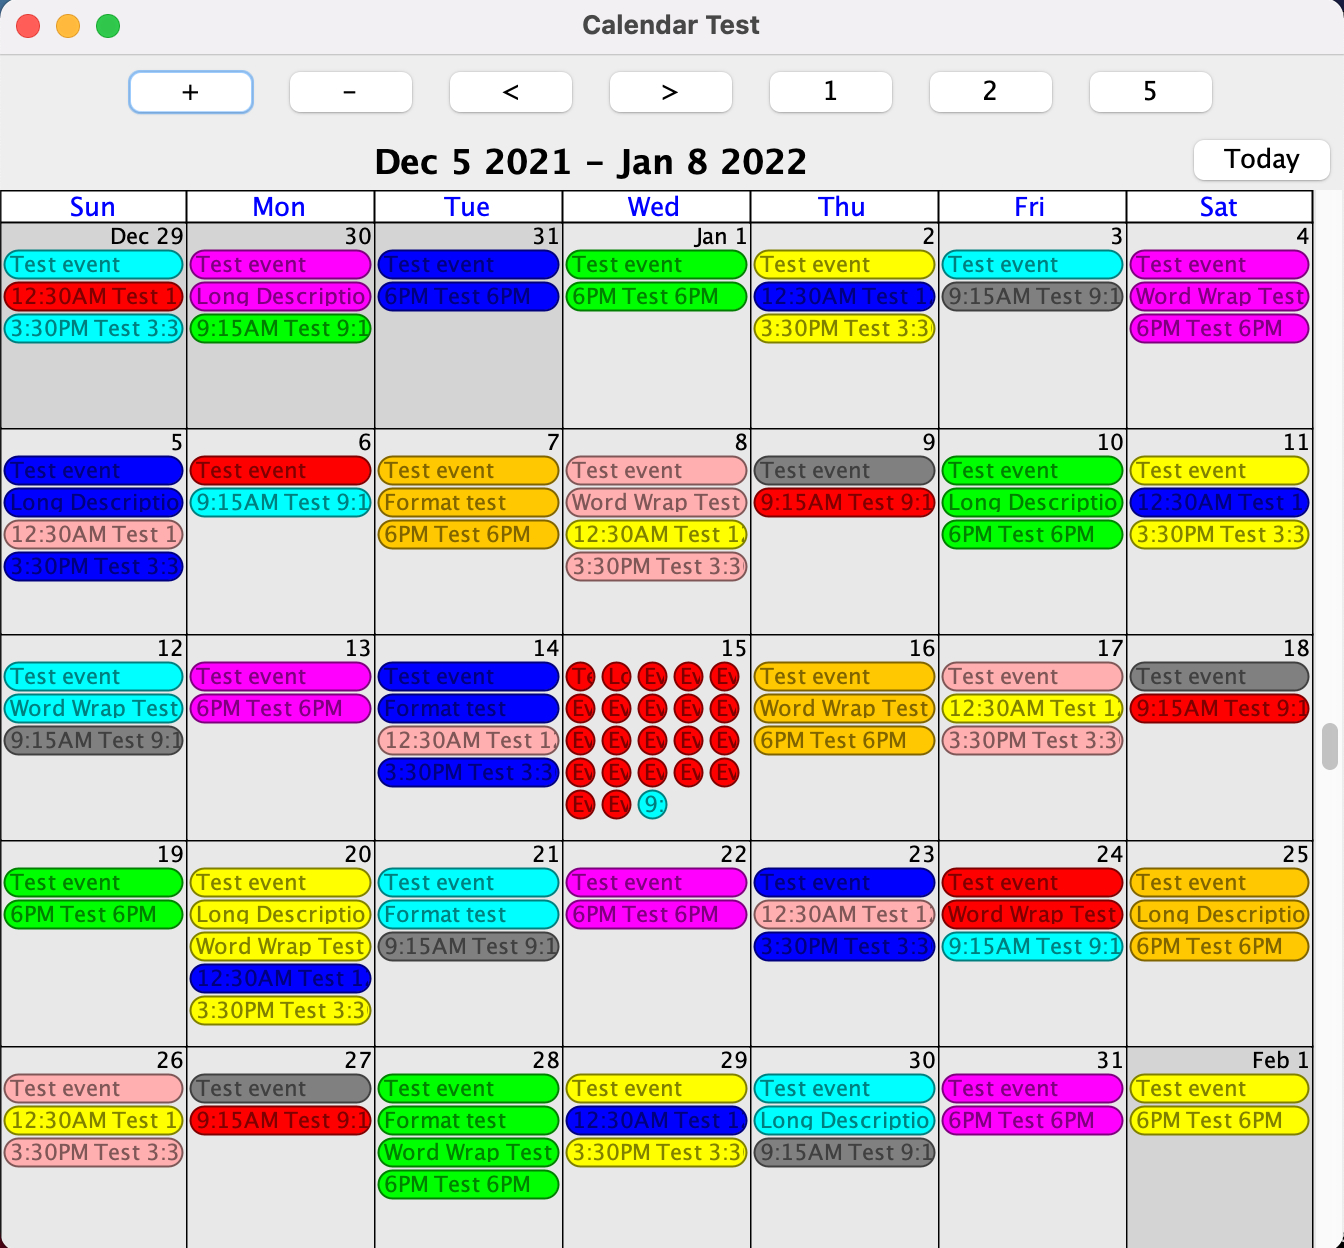 Calendar Test
+ - < > 1 2 5
Dec 5 2021 - Jan 8 2022 Today
Sun Mon Tue Wed Thu Fri Sat
Dec 29 30 31 Jan 1 2 3 4
Test event Test event Test event Test event Test event Test event Test event
12:30AM Test 1 Long Descriptio 6PM Test 6PM 6PM Test 6PM 12:30AM Test 1 9:15AM Test 9:1 Word Wrap Test
3:30PM Test 3:3 9:15AM Test 9:1 3:30PM Test 3:3 6PM Test 6PM
5 6 7 8 9 10 11
Test event Test event Test event Test event Test event Test event Test event
Long Descriptio 9:15AM Test 9:1 Format test Word Wrap Test 9:15AM Test 9:1 Long Descriptio 12:30AM Test 1
12:30AM Test 1 6PM Test 6PM 12:30AM Test 1 6PM Test 6PM 3:30PM Test 3:3
3:30PM Test 3:3 3:30PM Test 3:3
12 13 14 15 16 17 18
Test event Test event Test event Te Lo Ev Ev Ev Test event Test event Test event
Word Wrap Test 6PM Test 6PM Format test Ev Ev Ev Ev Ev Word Wrap Test 12:30AM Test 1 9:15AM Test 9:1
9:15AM Test 9:1 12:30AM Test 1 Ev Ev Ev Ev Ev 6PM Test 6PM 3:30PM Test 3:3
3:30PM Test 3:3 Ev Ev Ev Ev Ev
Ev Ev 9:
19 20 21 22 23 24 25
Test event Test event Test event Test event Test event Test event Test event
6PM Test 6PM Long Descriptio Format test 6PM Test 6PM 12:30AM Test 1 Word Wrap Test Long Descriptio
Word Wrap Test 9:15AM Test 9:1 3:30PM Test 3:3 9:15AM Test 9:1 6PM Test 6PM
12:30AM Test 1
3:30PM Test 3:3
26 27 28 29 30 31 Feb 1
Test event Test event Test event Test event Test event Test event Test event
12:30AM Test 1 9:15AM Test 9:1 Format test 12:30AM Test 1 Long Descriptio 6PM Test 6PM 6PM Test 6PM
3:30PM Test 3:3 Word Wrap Test 3:30PM Test 3:3 9:15AM Test 9:1
6PM Test 6PM